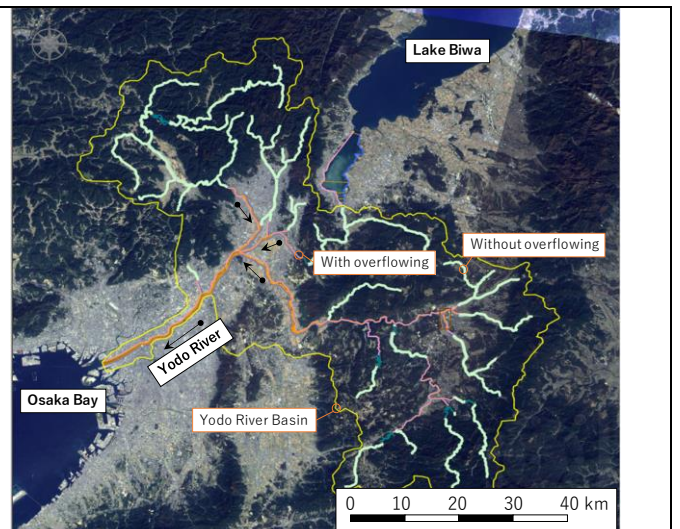 Lake Biwa
Without overflowing
With overflowing
Yodo River
Osaka Bay
Yodo River Basin
0 10 20 30 40 km